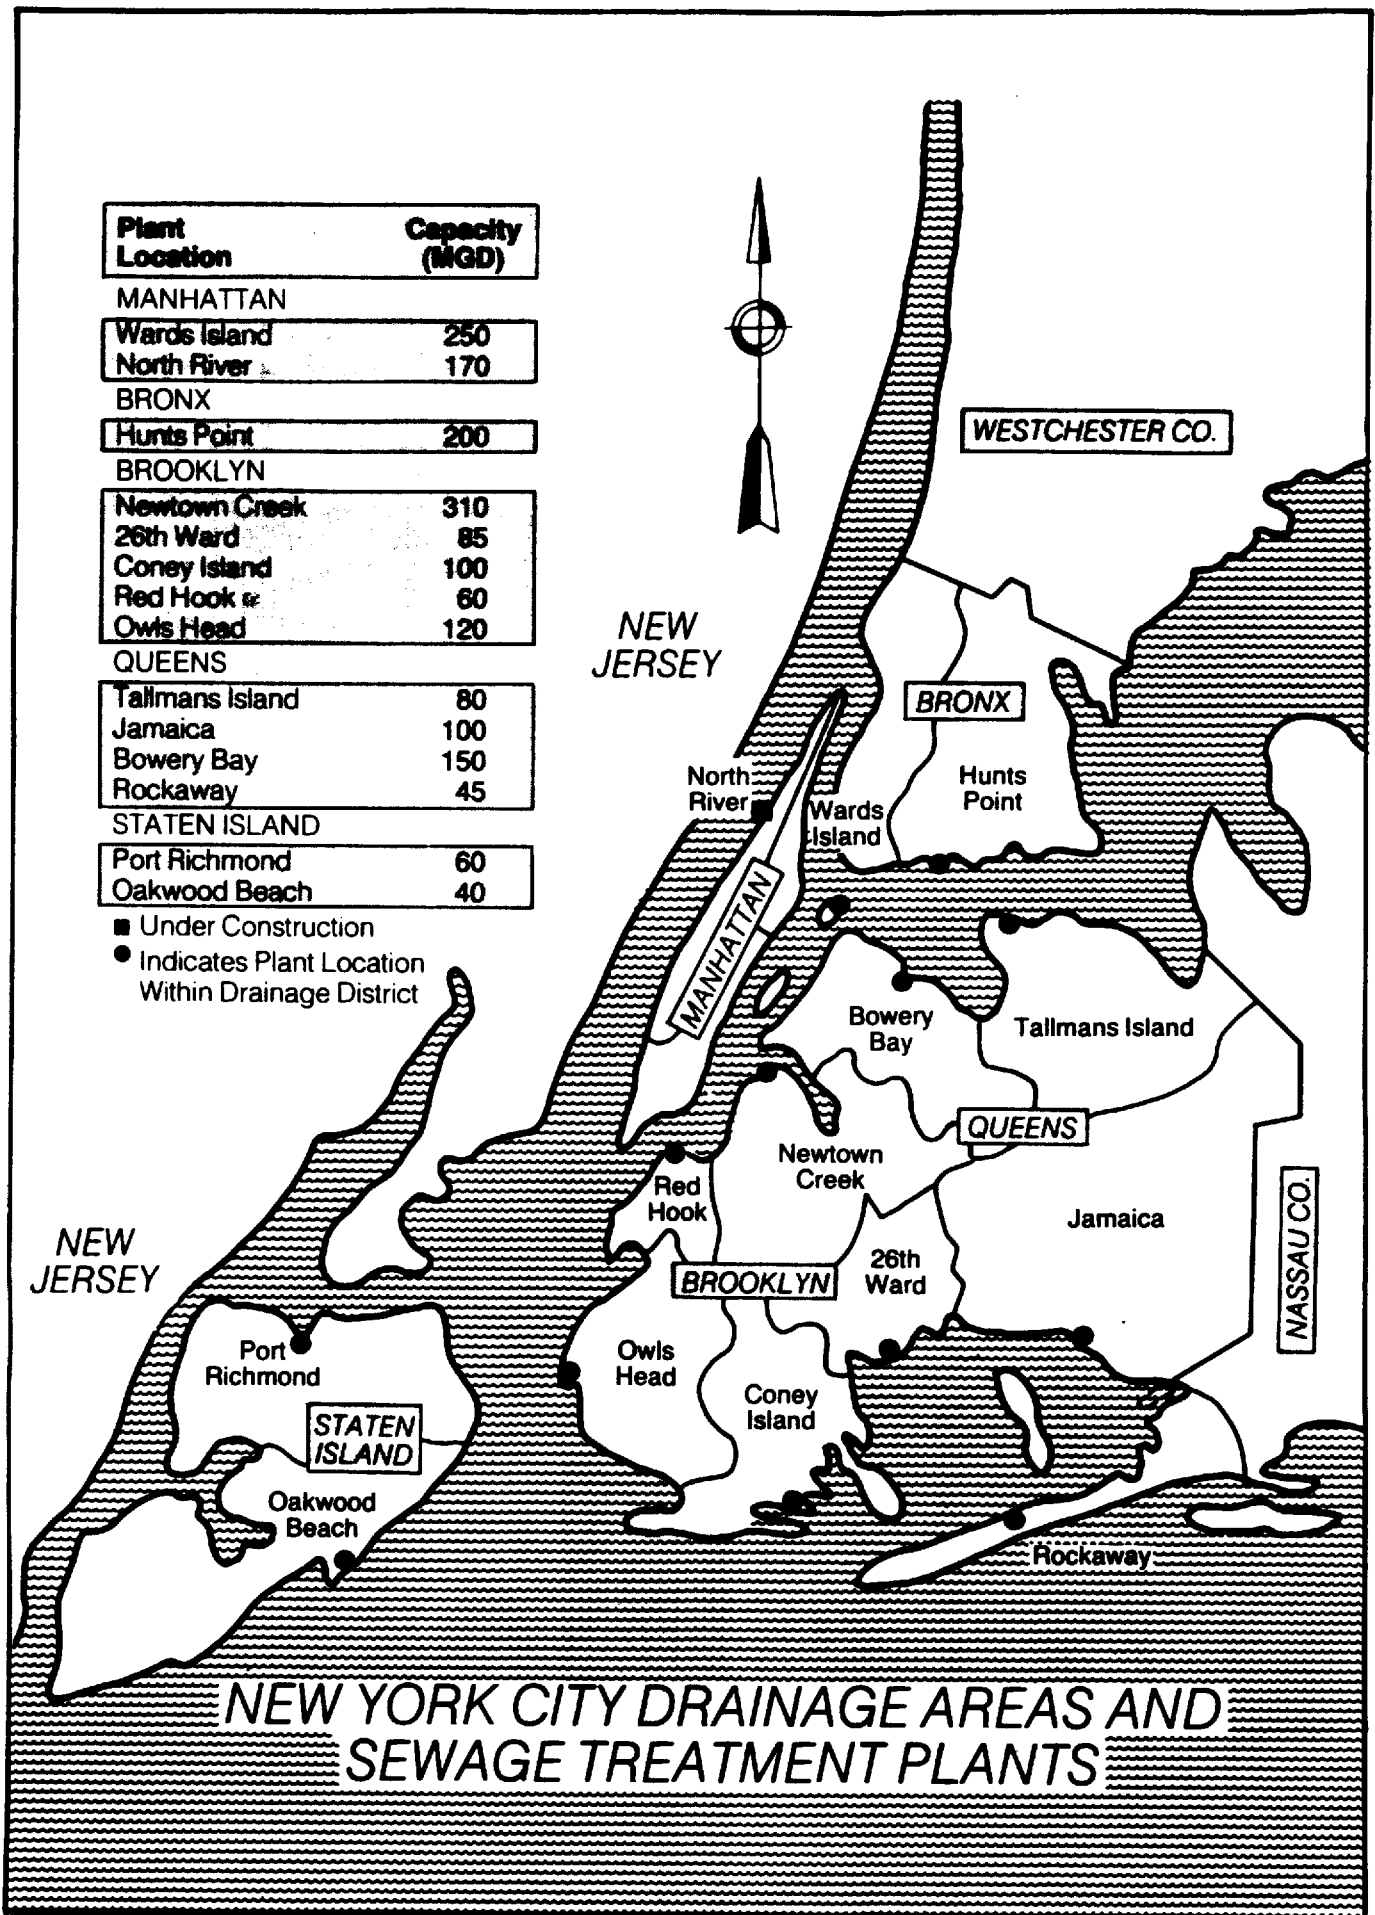 Plant Capacity
Location (MGD)
MANHATTAN
Wards Island 250
North River 170
BRONX
Hunts Point 200
BROOKLYN
Newtown Creek 310
26th Ward 85
Coney Island 100
Red Hook 60
Owls Head 120
QUEENS
Tallmans Island 80
Jamaica 100
Bowery Bay 150
Rockaway 45
STATEN ISLAND
Port Richmond 60
Oakwood Beach 40
Under Construction
Indicates Plant Location
Within Drainage District
WESTCHESTER CO.
NEW
JERSEY
BRONX
North
River
Wards
Island
Hunts
Point
MANHATTAN
Bowery
Bay
Tallmans Island
QUEENS
Newtown
Creek
Red
Hook
Jamaica
NASSAU CO.
NEW
JERSEY
26th
Ward
BROOKLYN
Port
Richmond
Owls
Head
Coney
Island
STATEN
ISLAND
Oakwood
Beach
Rockaway
NEW YORK CITY DRAINAGE AREAS AND
SEWAGE TREATMENT PLANTS